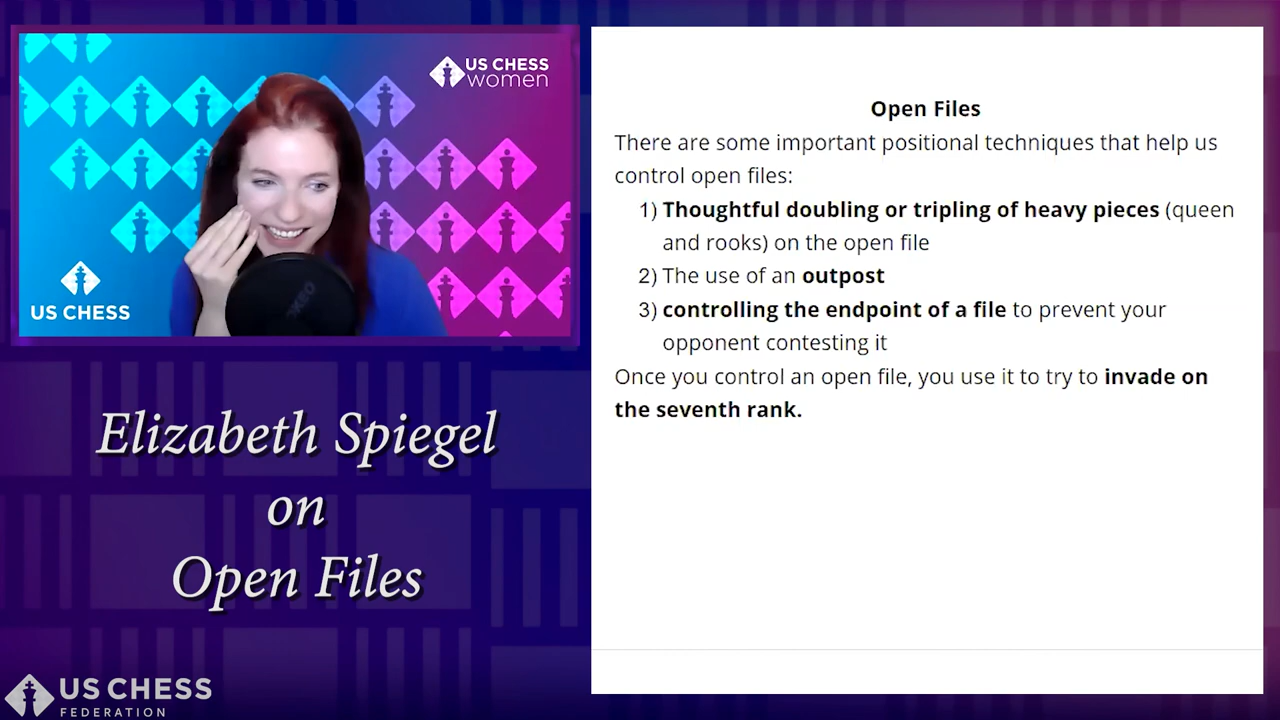 US CHESS
women
US CHESS
Elizabeth Spiegel
on
Open Files
US CHESS
FEDERATION
Open Files
There are some important positional techniques that help us
control open files:
1) Thoughtful doubling or tripling of heavy pieces (queen
and rooks) on the open file
2) The use of an outpost
3) controlling the endpoint of a file to prevent your
opponent contesting it
Once you control an open file, you use it to try to invade on
the seventh rank.